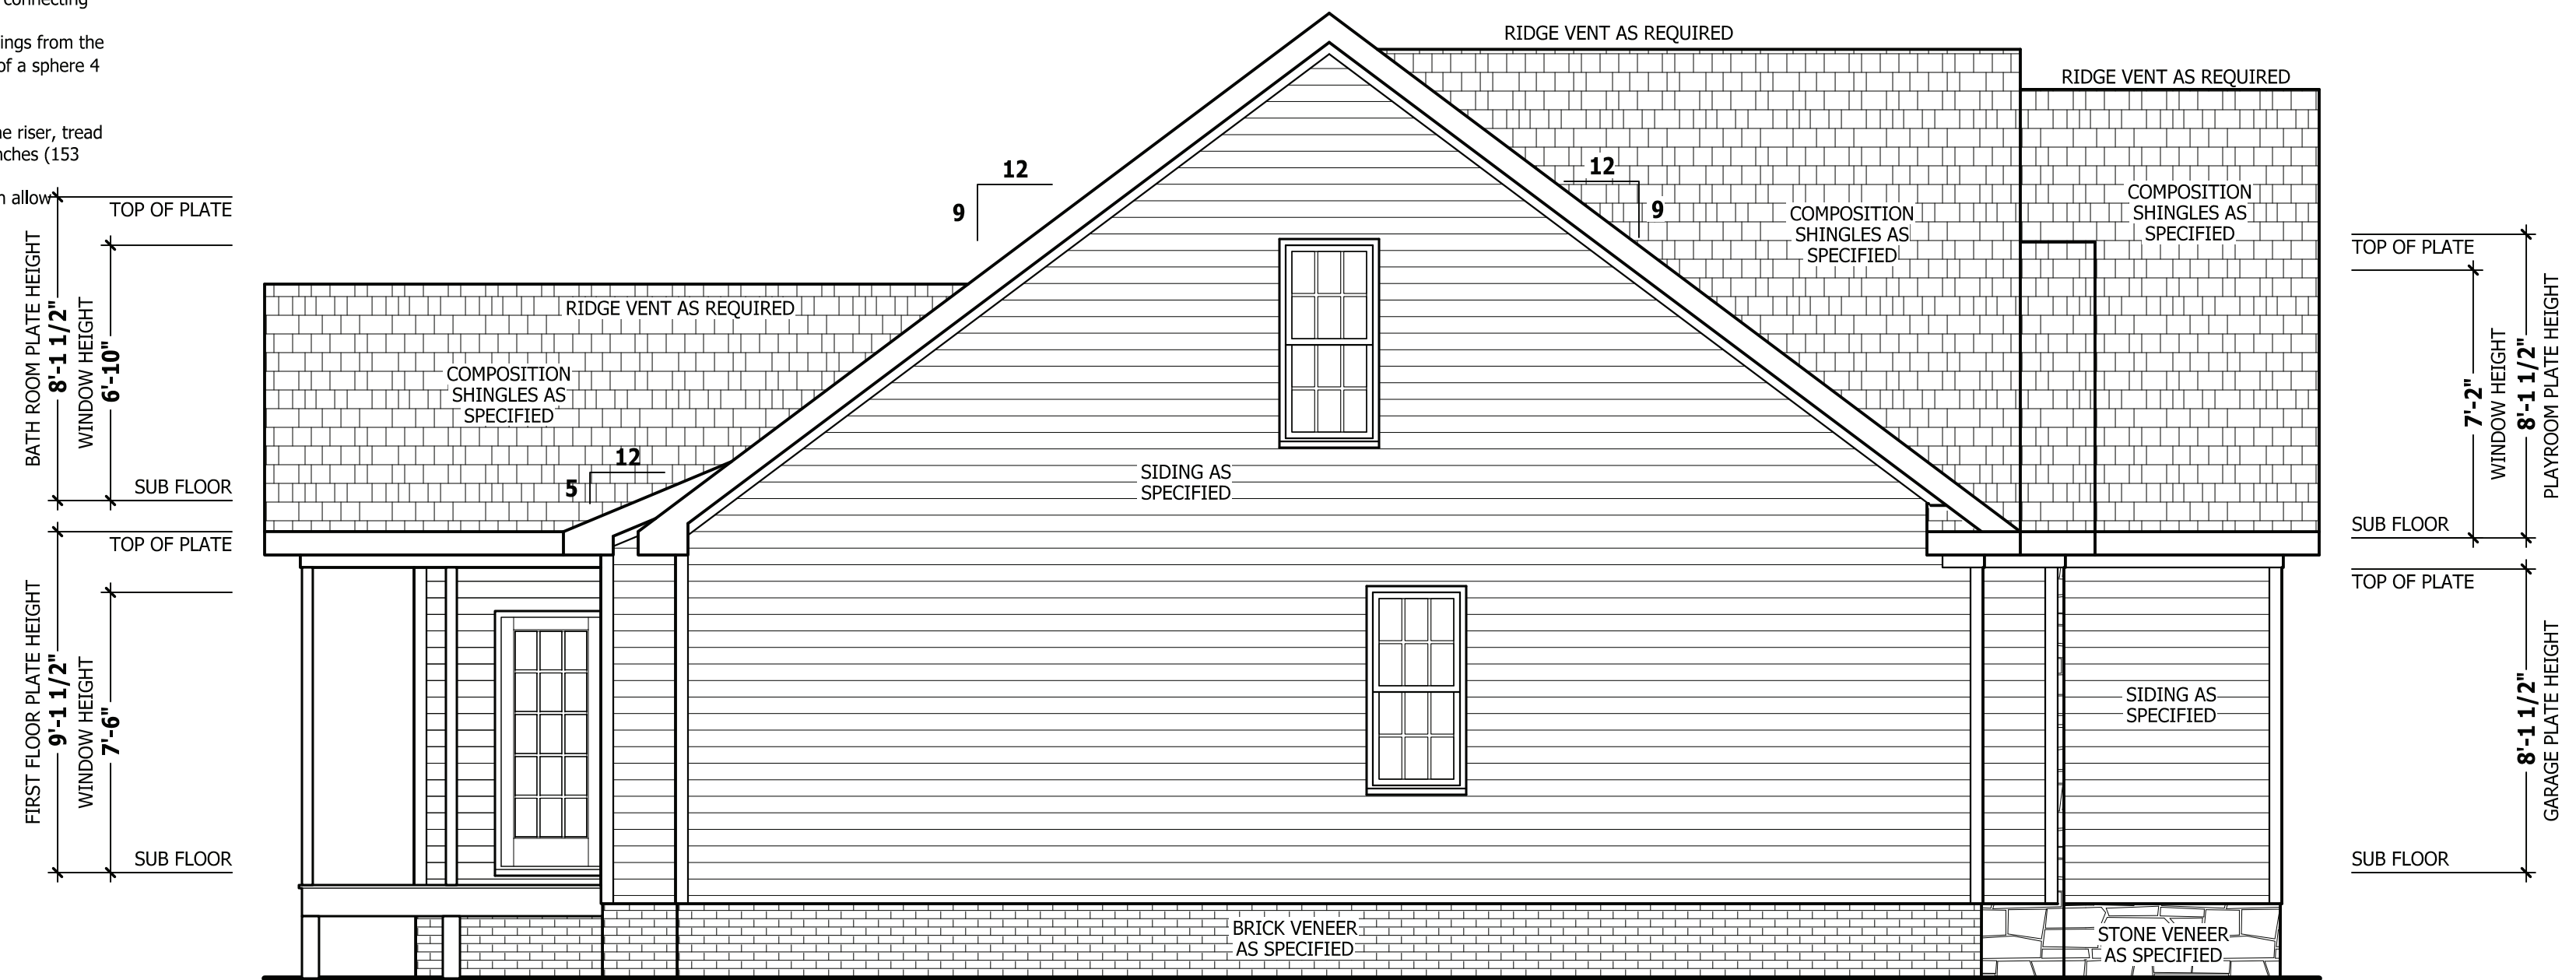 connecting
ings from the
of a sphere 4
ne riser, tread
nches (153
n allow
TOP OF PLATE
BATH ROOM PLATE HEIGHT
8'-1 1/2"
WINDOW HEIGHT
6'-10"
SUB FLOOR
TOP OF PLATE
FIRST FLOOR PLATE HEIGHT
9'-1 1/2"
WINDOW HEIGHT
7'-6"
SUB FLOOR
RIDGE VENT AS REQUIRED
COMPOSITION
SHINGLES AS
SPECIFIED
12
5
12
9
RIDGE VENT AS REQUIRED
12
9
COMPOSITION
SHINGLES AS
SPECIFIED
RIDGE VENT AS REQUIRED
COMPOSITION
SHINGLES AS
SPECIFIED
SIDING AS
SPECIFIED
SIDING AS
SPECIFIED
BRICK VENEER
AS SPECIFIED
STONE VENEER
AS SPECIFIED
TOP OF PLATE
7'-2"
WINDOW HEIGHT
8'-1 1/2"
PLAYROOM PLATE HEIGHT
SUB FLOOR
TOP OF PLATE
8'-1 1/2"
GARAGE PLATE HEIGHT
SUB FLOOR